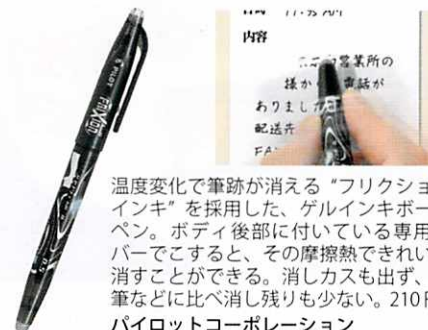 PILOT
FriXion
内容
営業所の
様か 電話が
ありました
配送先
FA
温度変化で筆跡が消える“フリクショ
インキ”を採用した、ゲルインキボー
ペン。ボディ後部に付いている専用
バーでこすると、その摩擦熱できれい
消すことができる。消しカスも出ず、
筆などに比べ消し残りも少ない。210F
パイロットコーポレーション